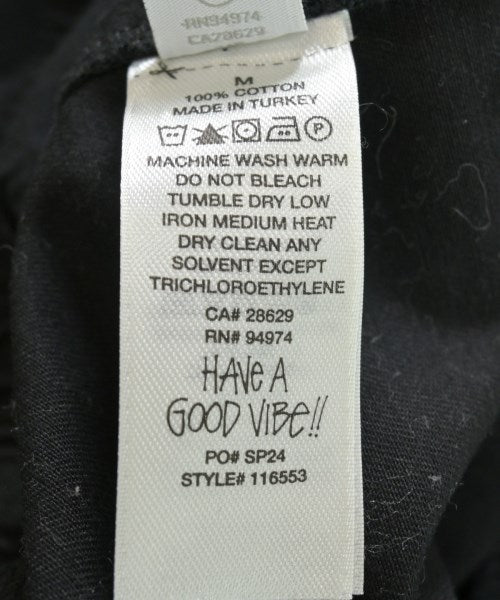 RN94974
CA28629
M
100% COTTON
MADE IN TURKEY
MACHINE WASH WARM
DO NOT BLEACH
TUMBLE DRY LOW
IRON MEDIUM HEAT
DRY CLEAN ANY
SOLVENT EXCEPT
TRICHLOROETHYLENE
CA# 28629
RN# 94974
HAVE A
GOOD VIBE!!
PO# SP24
STYLE# 116553